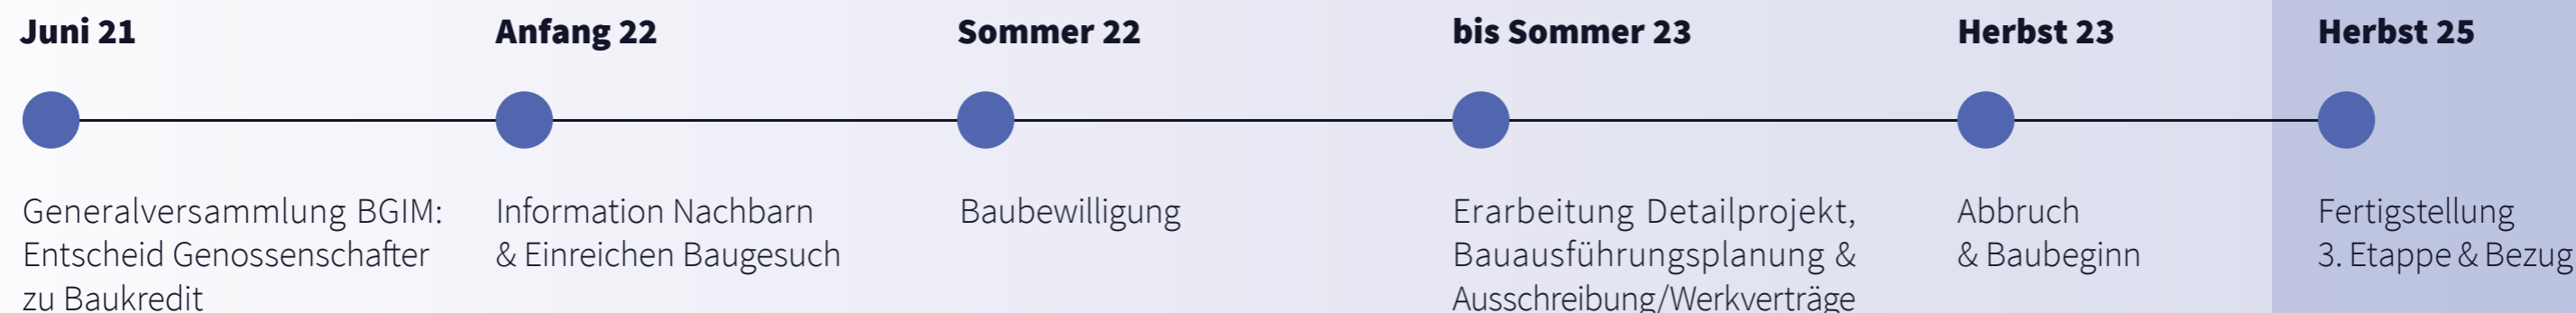 Juni 21
Generalversammlung BGIM:
Entscheid Genossenschafter
zu Baukredit
Anfang 22
Information Nachbarn
& Einreichen Baugesuch
Sommer 22
Baubewilligung
bis Sommer 23
Erarbeitung Detailprojekt,
Bauausführungsplanung &
Ausschreibung/Werkverträge
Herbst 23
Abbruch
& Baubeginn
Herbst 25
Fertigstellung
3. Etappe & Bezug